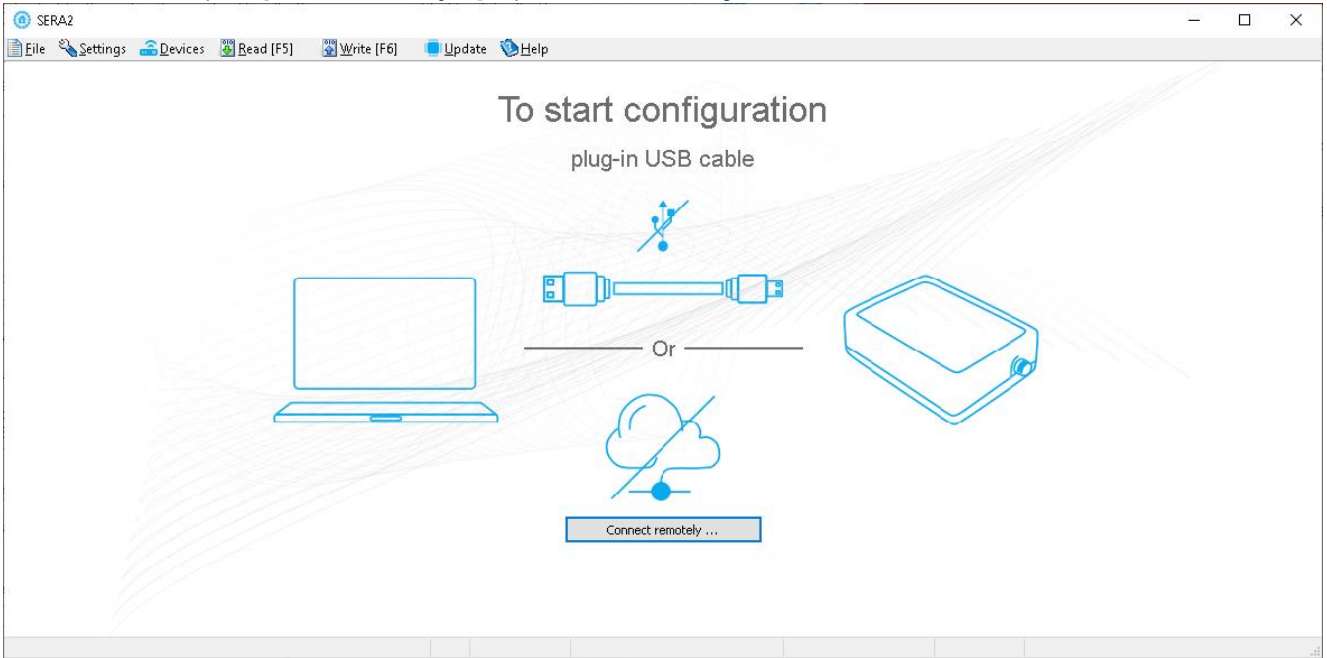 SERA2
File Settings Devices Read [F5] Write [F6] Update Help
To start configuration
plug-in USB cable
Or
Connect remotely ...